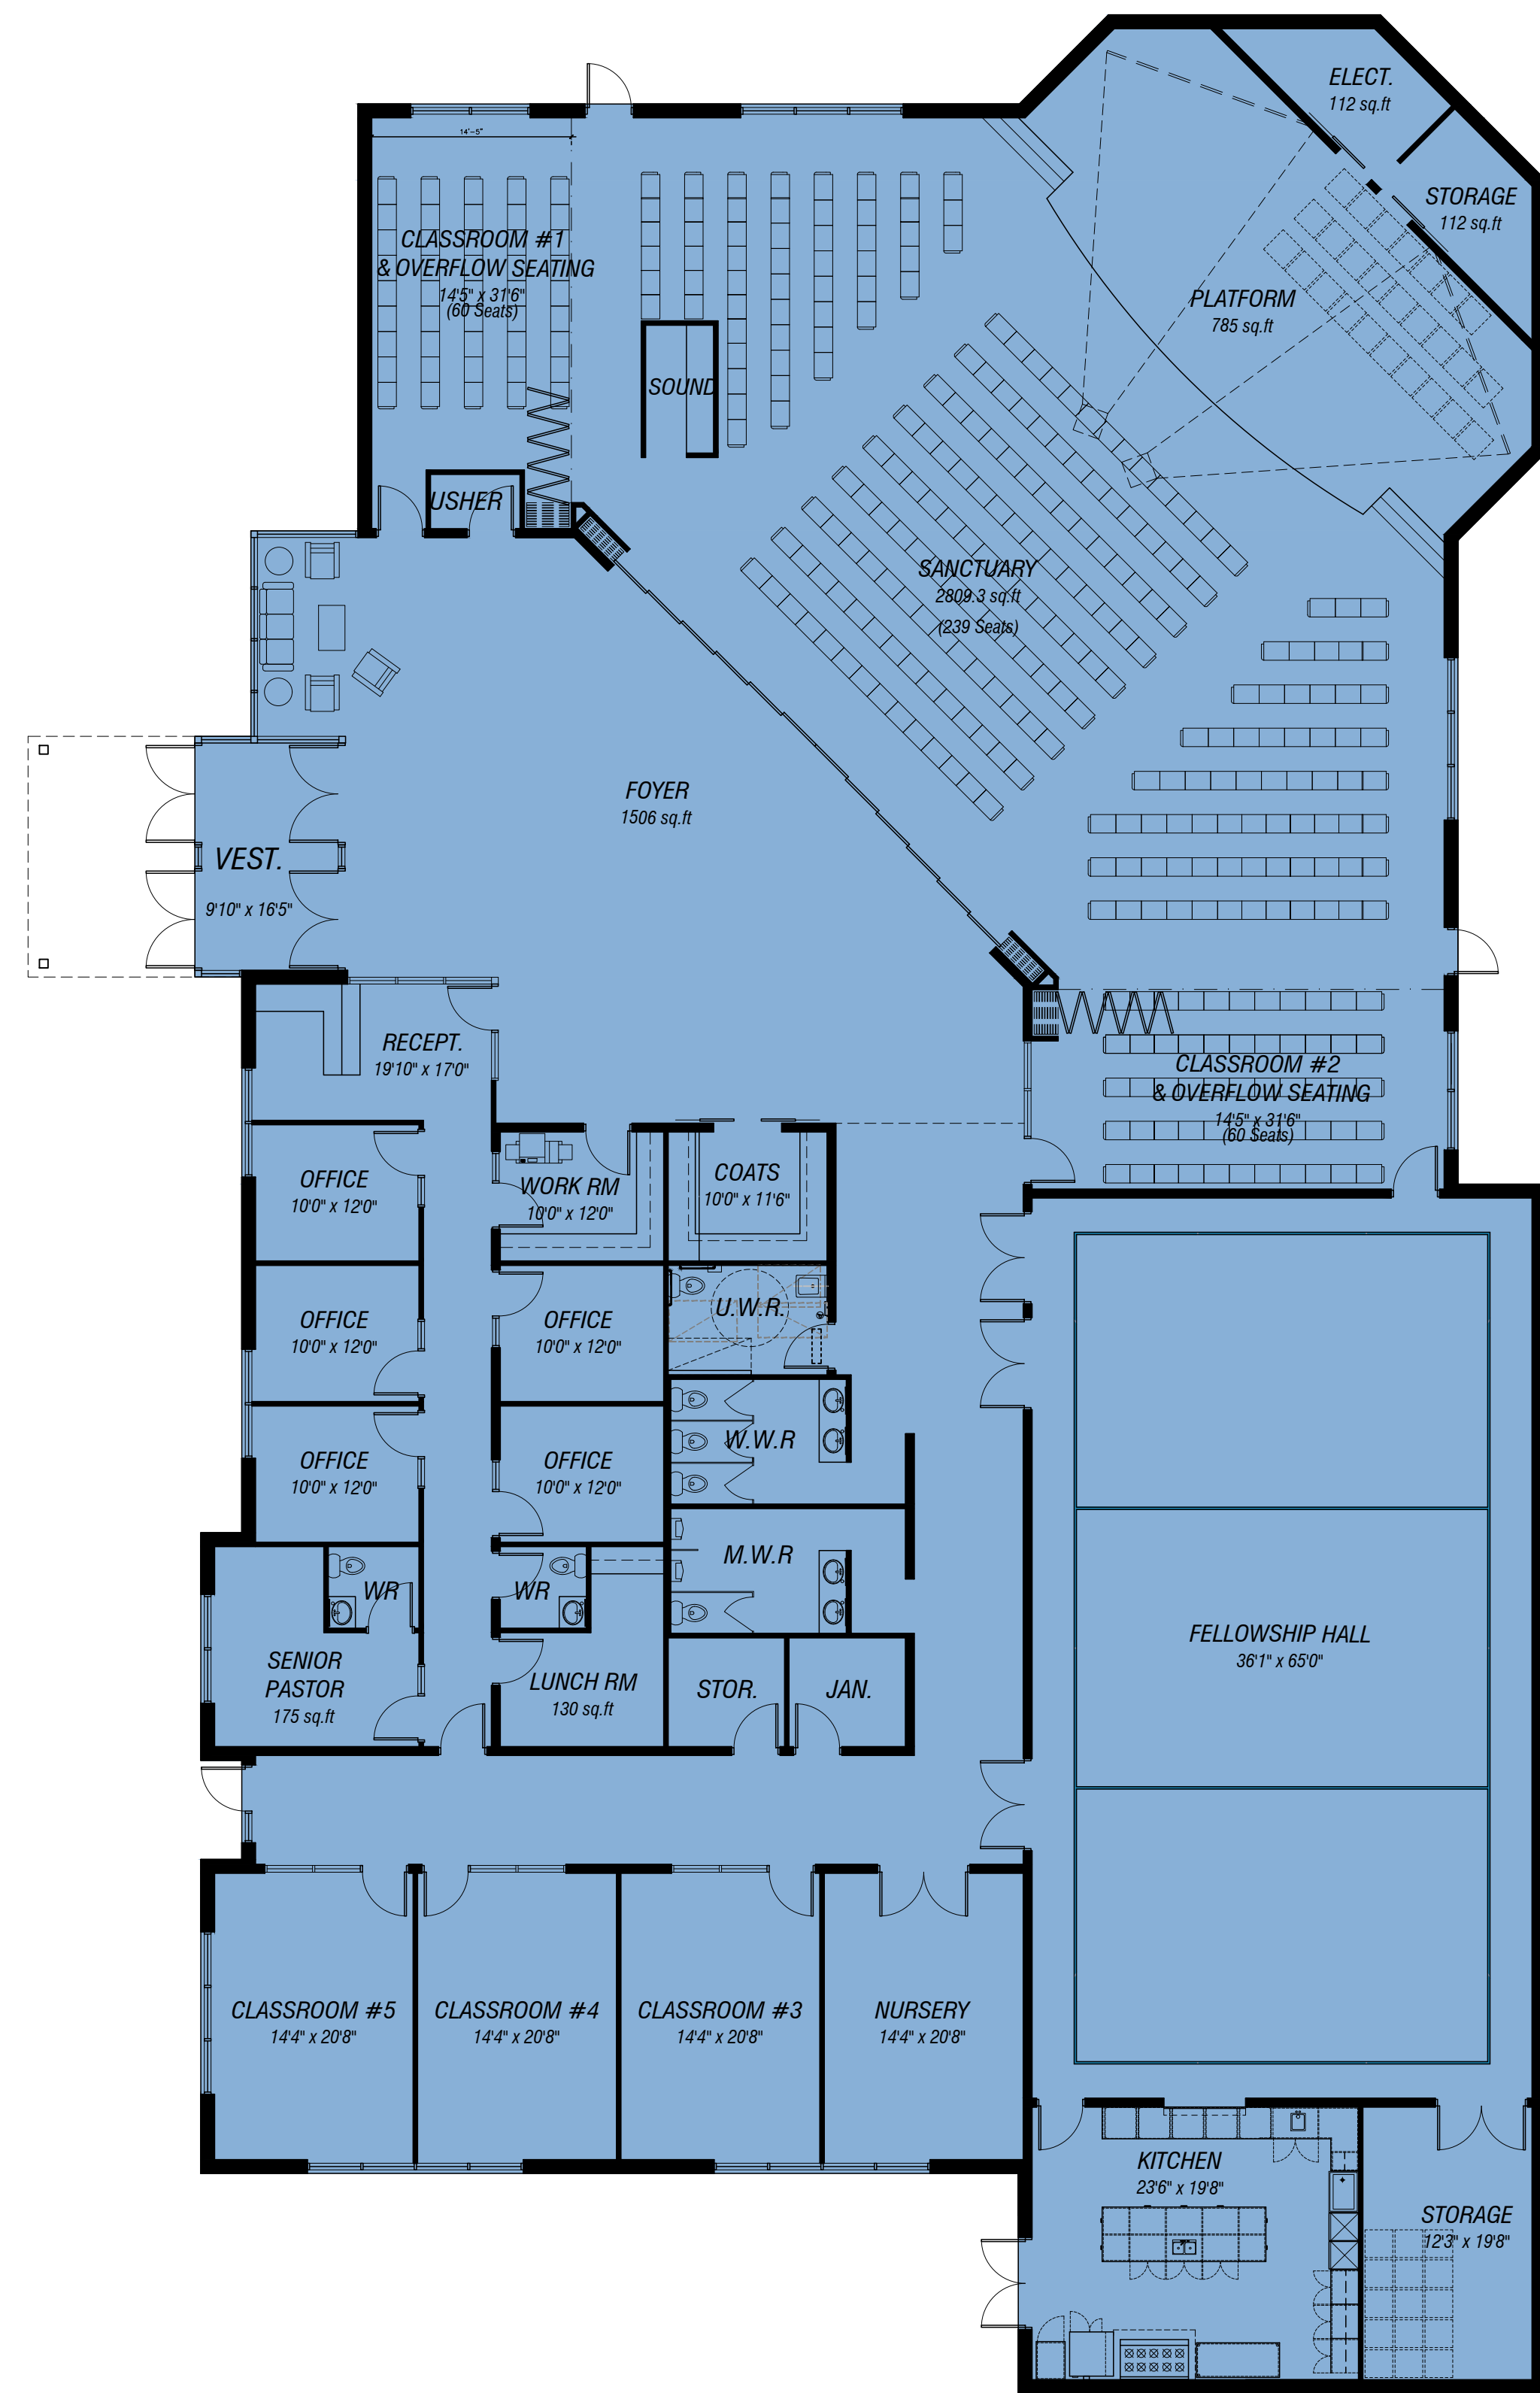 ELECT.
112 sq.ft
14'-5"
STORAGE
112 sq.ft
CLASSROOM #1
& OVERFLOW SEATING
14'5" x 31'6"
(60 Seats)
PLATFORM
785 sq.ft
SOUND
USHER
SANCTUARY
2809.3 sq.ft
(239 Seats)
FOYER
1506 sq.ft
VEST.
9'10" x 16'5"
RECEPT.
19'10" x 17'0"
CLASSROOM #2
& OVERFLOW SEATING
14'5" x 31'6"
(60 Seats)
OFFICE
10'0" x 12'0"
WORK RM
10'0" x 12'0"
COATS
10'0" x 11'6"
OFFICE
10'0" x 12'0"
OFFICE
10'0" x 12'0"
U.W.R.
OFFICE
10'0" x 12'0"
OFFICE
10'0" x 12'0"
W.W.R
M.W.R
WR
WR
FELLOWSHIP HALL
36'1" x 65'0"
SENIOR
PASTOR
175 sq.ft
LUNCH RM
130 sq.ft
STOR.
JAN.
CLASSROOM #5
14'4" x 20'8"
CLASSROOM #4
14'4" x 20'8"
CLASSROOM #3
14'4" x 20'8"
NURSERY
14'4" x 20'8"
KITCHEN
23'6" x 19'8"
STORAGE
12'3" x 19'8"